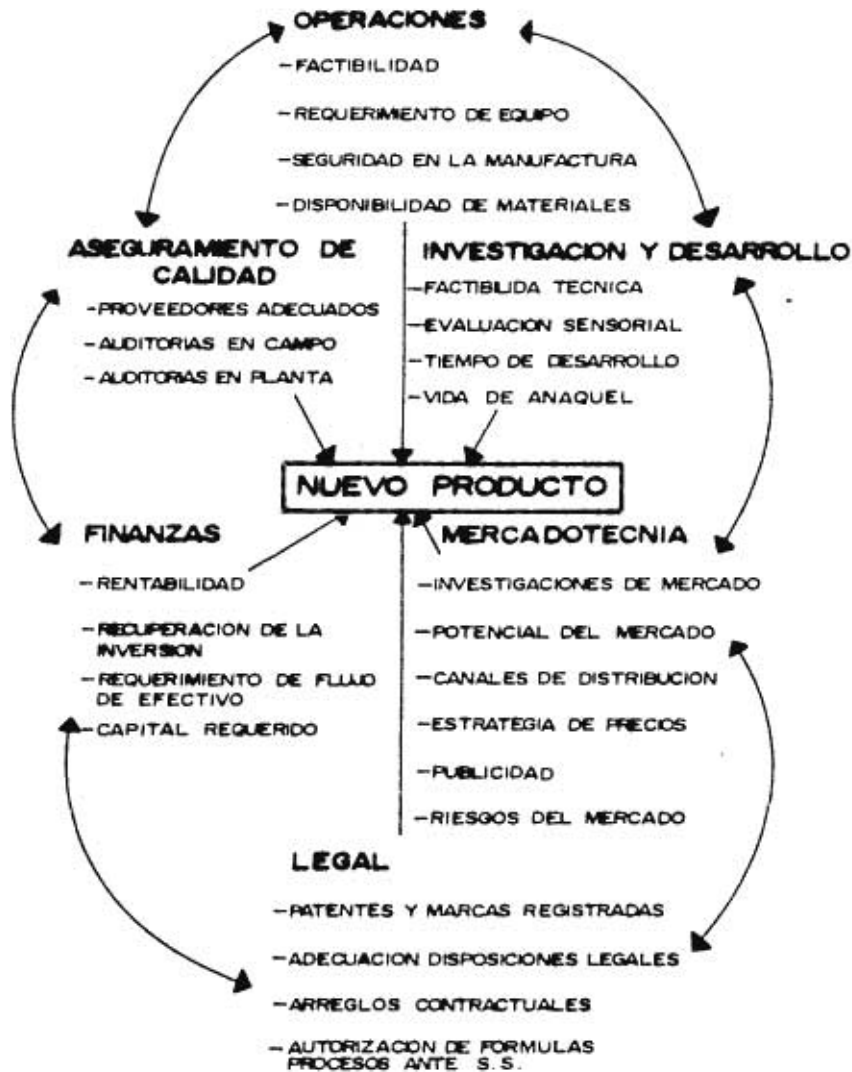 OPERACIONES
-FACTIBILIDAD
-REQUERIMIENTO DE EQUIPO
-SEGURIDAD EN LA MANUFACTURA
-DISPONIBILIDAD DE MATERIALES
ASEGURAMIENTO DE
CALIDAD
-PROVEEDORES ADECUADOS
-AUDITORIAS EN CAMPO
-AUDITORIAS EN PLANTA
INVESTIGACION Y DESARROLLO
-FACTIBILIDA TECNICA
-EVALUACION SENSORIAL
-TIEMPO DE DESARROLLO
-VIDA DE ANAQUEL
NUEVO PRODUCTO
FINANZAS
-RENTABILIDAD
-RECUPERACION DE LA
INVERSION
-REQUERIMIENTO DE FLUJO
DE EFECTIVO
-CAPITAL REQUERIDO
MERCADOTECNIA
-INVESTIGACIONES DE MERCADO
-POTENCIAL DEL MERCADO
-CANALES DE DISTRIBUCION
-ESTRATEGIA DE PRECIOS
-PUBLICIDAD
-RIESGOS DEL MERCADO
LEGAL
-PATENTES Y MARCAS REGISTRADAS
-ADECUACION DISPOSICIONES LEGALES
-ARREGLOS CONTRACTUALES
-AUTORIZACION DE FORMULAS
PROCESOS ANTE S.S.